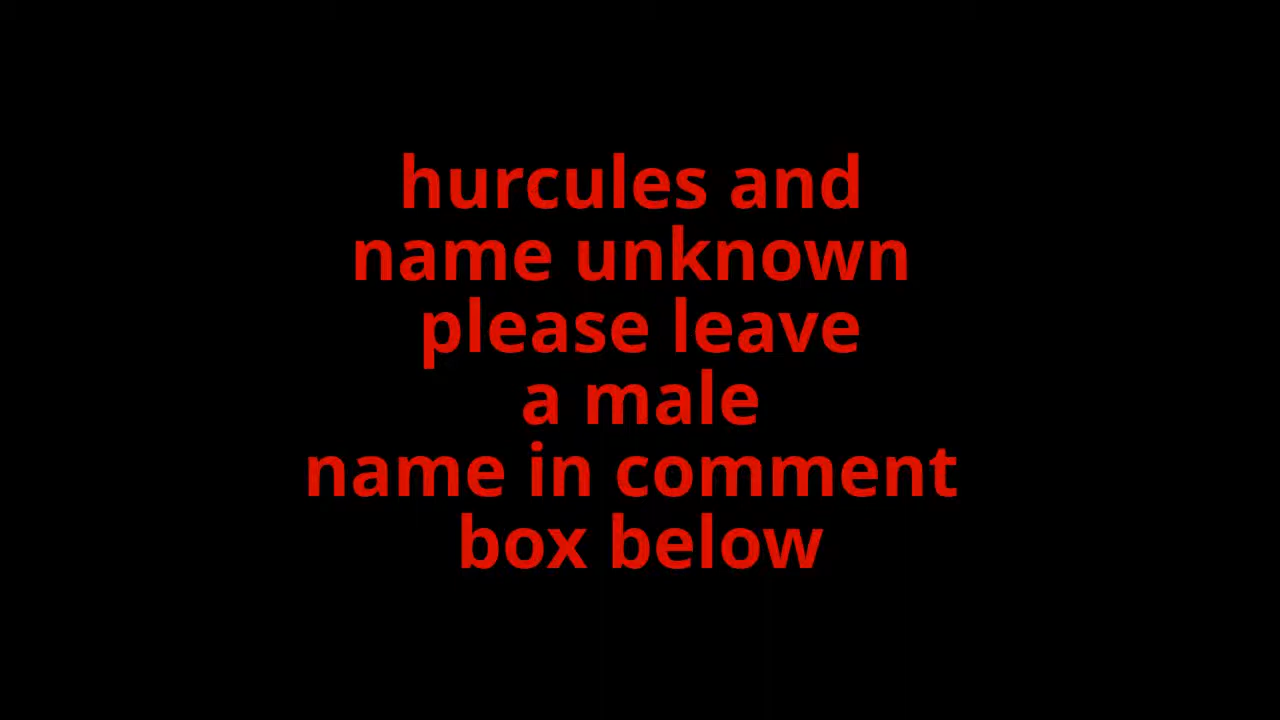 hurcules and
name unknown
please leave
a male
name in comment
box below